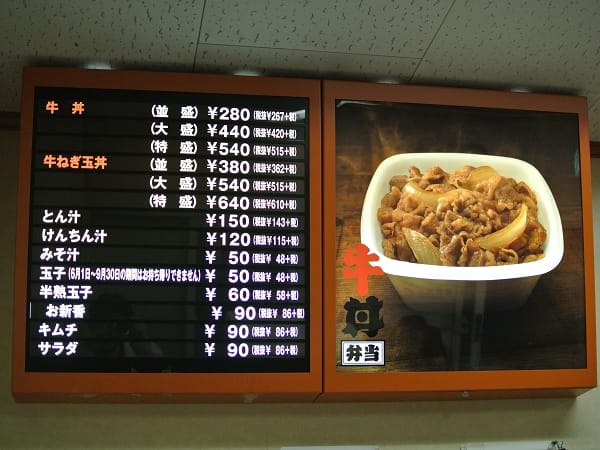 牛 丼 (並 盛) ￥280(税抜￥267+税)
(大 盛) ￥440(税抜￥420+税)
(特 盛) ￥540(税抜￥515+税)
牛ねぎ玉丼 (並 盛) ￥380(税抜￥362+税)
(大 盛) ￥540(税抜￥515+税)
(特 盛) ￥640(税抜￥610+税)
とん汁 ￥150(税抜￥143+税)
けんちん汁 ￥120(税抜￥115+税)
みそ汁 ￥ 50(税抜￥ 48+税)
玉子(6月1日〜9月30日の期間はお持ち帰りできません) ￥ 50(税抜￥ 48+税)
半熟玉子 ￥ 60(税抜￥ 58+税)
お新香 ￥ 90(税抜￥ 86+税)
キムチ ￥ 90(税抜￥ 86+税)
サラダ ￥ 90(税抜￥ 86+税)
牛
丼
弁当